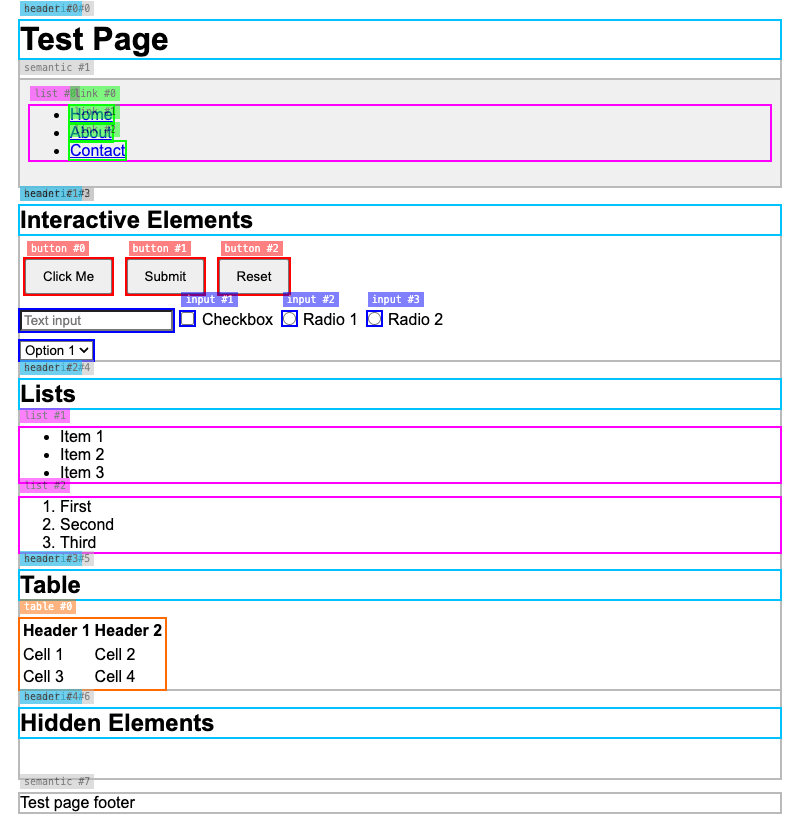 header #0
Test Page
semantic #1
list #0 link #0
Home
About
Contact
header #1 #3
Interactive Elements
button #0 button #1 button #2
Click Me Submit Reset
input #1 input #2 input #3
Text input Checkbox Radio 1 Radio 2
Option 1
header #2 #4
Lists
list #1
Item 1
Item 2
Item 3
list #2
1. First
2. Second
3. Third
header #3 #5
Table
table #0
Header 1 Header 2
Cell 1 Cell 2
Cell 3 Cell 4
header #4 #6
Hidden Elements
semantic #7
Test page footer